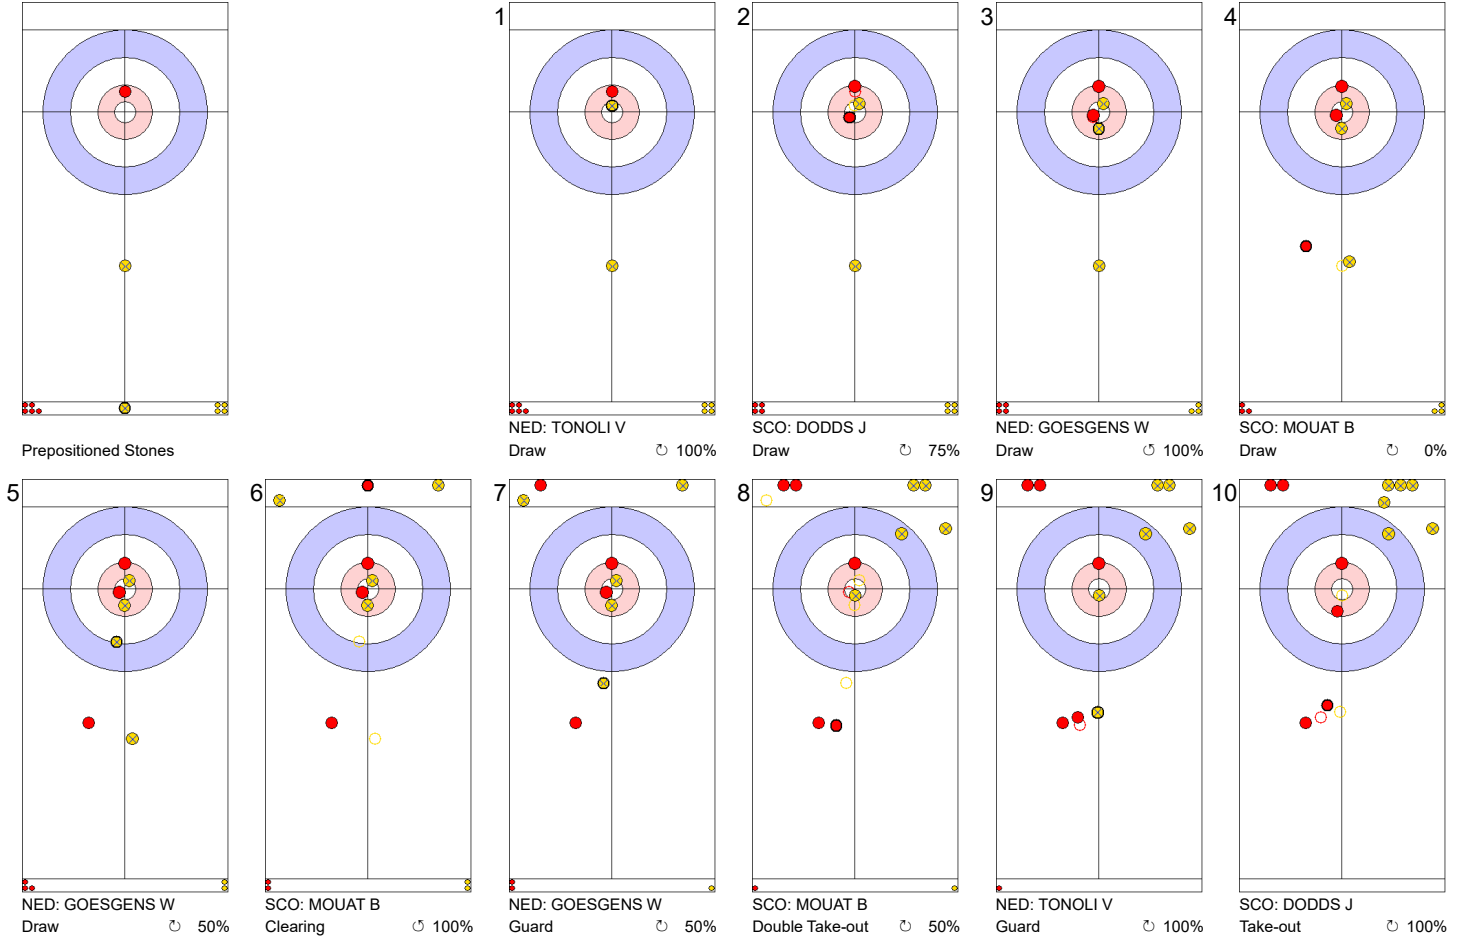 1
2
3
4
Prepositioned Stones
NED: TONOLI V
Draw ↻ 100%
SCO: DODDS J
Draw ↻ 75%
NED: GOESGENS W
Draw ↺ 100%
SCO: MOUAT B
Draw ↻ 0%
5
6
7
8
9
10
NED: GOESGENS W
Draw ↻ 50%
SCO: MOUAT B
Clearing ↺ 100%
NED: GOESGENS W
Guard ↻ 50%
SCO: MOUAT B
Double Take-out ↻ 50%
NED: TONOLI V
Guard ↻ 100%
SCO: DODDS J
Take-out ↻ 100%